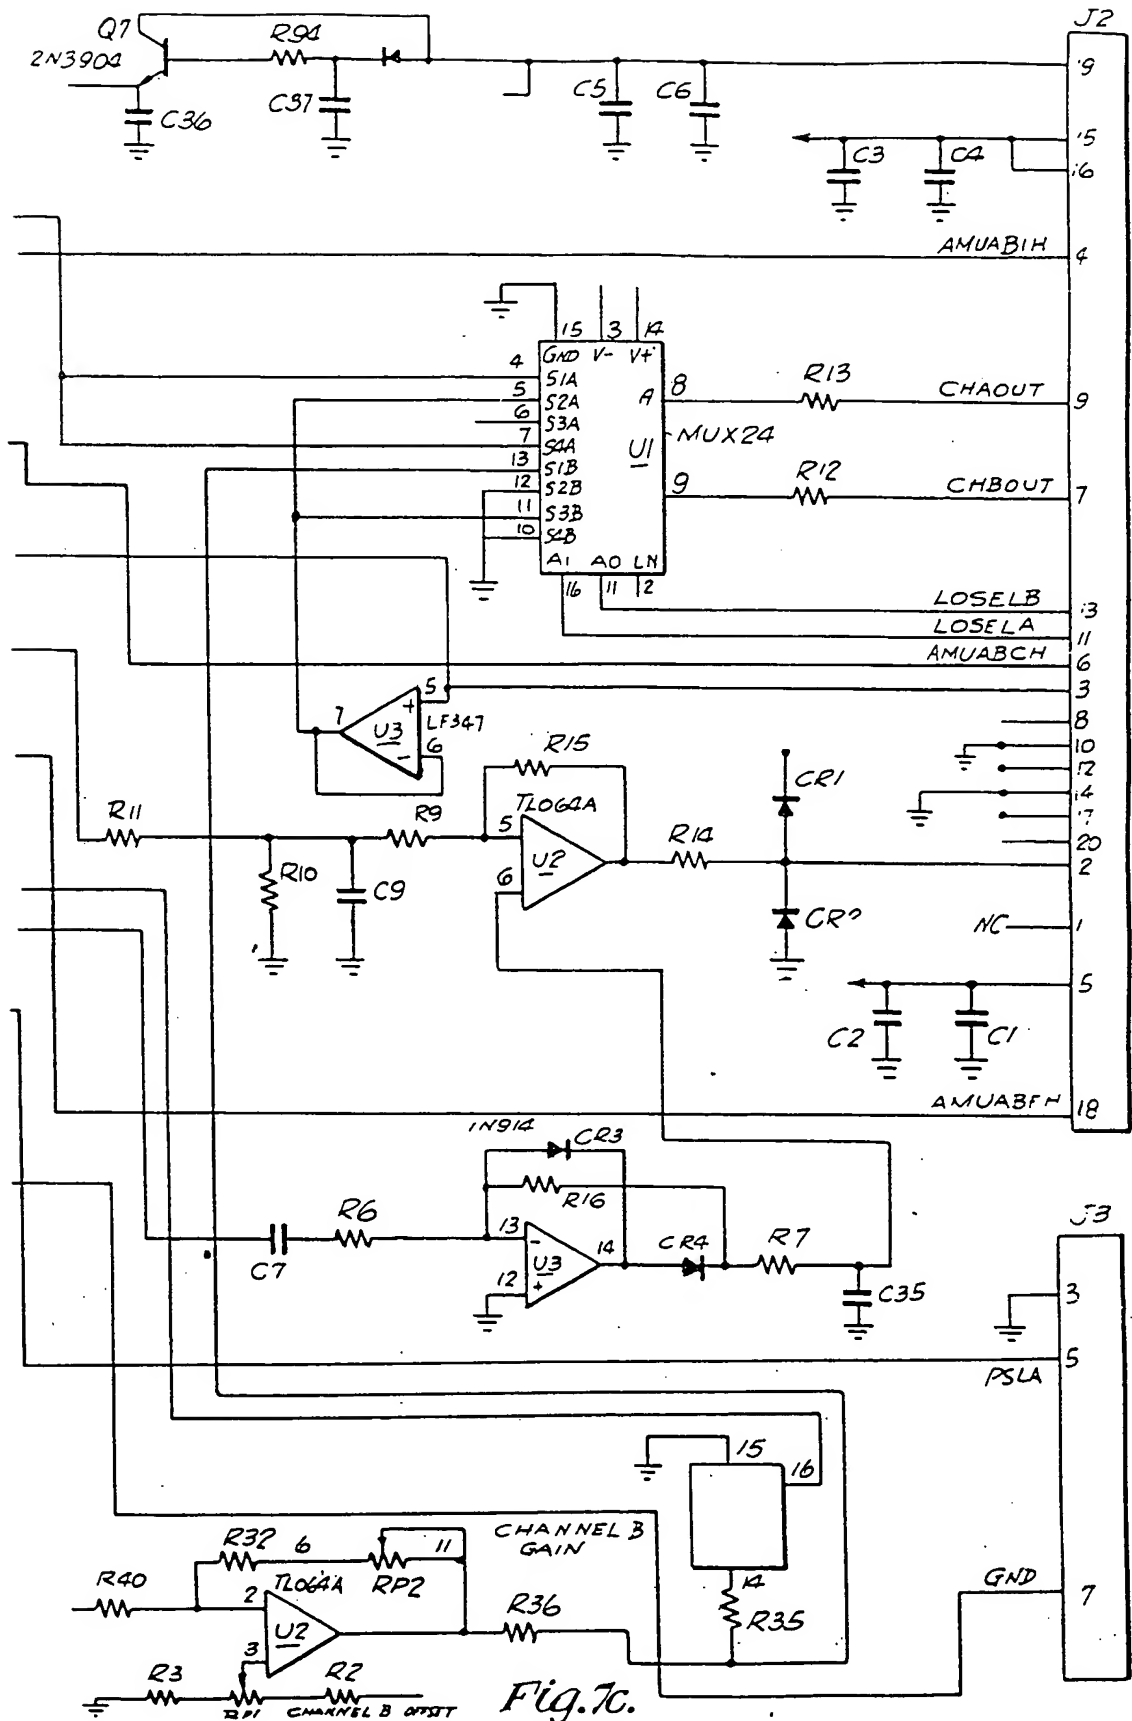 J2
Q7
R94
2N3904
C37
C36
C5
C6
19
C3
C4
15
16
AMUAB1H
4
15
3
14
GND
V-
V+
4
S1A
5
S2A
6
S3A
7
S4A
13
S1B
12
S2B
11
S3B
10
S4B
A
8
R13
CHAOUT
9
MUX24
U1
9
R12
CHBOUT
7
A1
A0
LN
16
11
2
LOSELB
13
LOSELA
11
AMUABCH
6
3
7
5
+
U3
LF347
6
-
8
10
12
14
17
20
2
R15
CR1
R11
R9
TL064A
5
U2
R14
6
R10
C9
CR2
NC
1
5
C2
C1
AMUABFH
18
1N914
CR3
R16
R6
C7
13
-
14
CR4
R7
U3
12
+
C35
J3
3
5
PSLA
15
16
CHANNEL B
GAIN
14
R35
GND
7
R32
6
11
RP2
R40
TL064A
2
U2
R36
3
R3
R2
RP1
CHANNEL B OFFSET
Fig.7c.